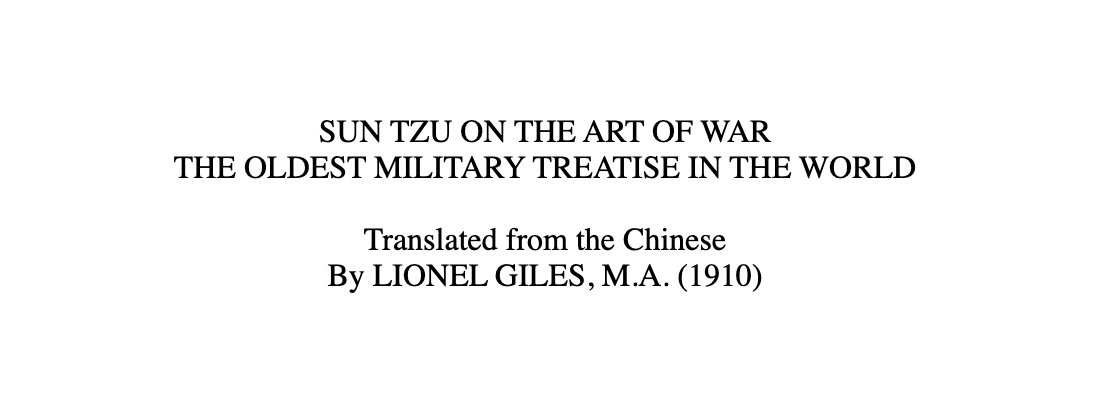 SUN TZU ON THE ART OF WAR
THE OLDEST MILITARY TREATISE IN THE WORLD
Translated from the Chinese
By LIONEL GILES, M.A. (1910)